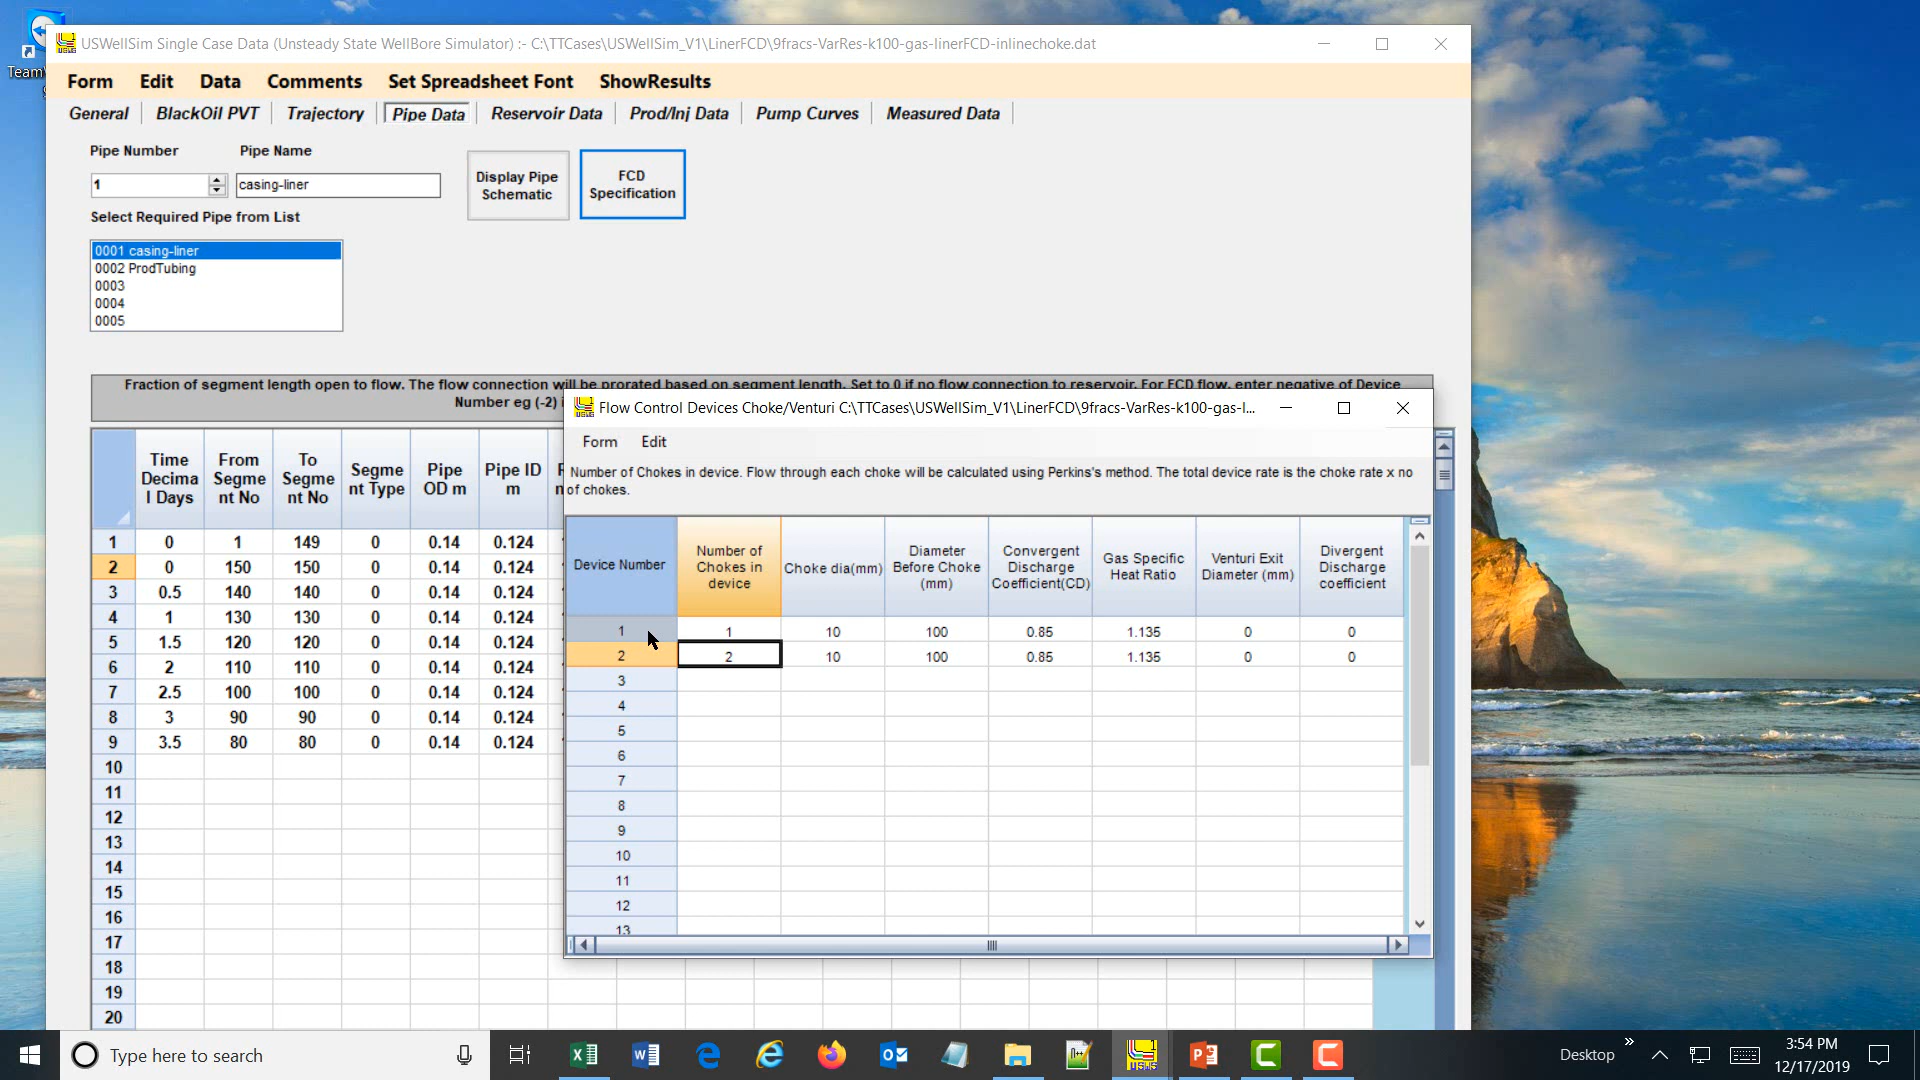 USWellSim Single Case Data (Unsteady State WellBore Simulator) :- C:\TTCases\USWellSim_V1\LinerFCD\9fracs-VarRes-k100-gas-linerFCD-inlinechoke.dat
Form Edit Data Comments Set Spreadsheet Font ShowResults
General BlackOil PVT Trajectory Pipe Data Reservoir Data Prod/Inj Data Pump Curves Measured Data
Pipe Number Pipe Name
1 casing-liner
Display Pipe
Schematic
FCD
Specification
Select Required Pipe from List
0001 casing-liner
0002 ProdTubing
0003
0004
0005
Fraction of segment length open to flow. The flow connection will be prorated based on segment length. Set to 0 if no flow connection to reservoir. For FCD flow, enter negative of Device
Number eg (-2)
Time
Decima
l Days
From
Segme
nt No
To
Segme
nt No
Segme
nt Type
Pipe
OD m
Pipe ID
m
1 0 1 149 0 0.14 0.124
2 0 150 150 0 0.14 0.124
3 0.5 140 140 0 0.14 0.124
4 1 130 130 0 0.14 0.124
5 1.5 120 120 0 0.14 0.124
6 2 110 110 0 0.14 0.124
7 2.5 100 100 0 0.14 0.124
8 3 90 90 0 0.14 0.124
9 3.5 80 80 0 0.14 0.124
10
11
12
13
14
15
16
17
18
19
20
Flow Control Devices Choke/Venturi C:\TTCases\USWellSim_V1\LinerFCD\9fracs-VarRes-k100-gas-l...
Form Edit
Number of Chokes in device. Flow through each choke will be calculated using Perkins's method. The total device rate is the choke rate x no
of chokes.
Device Number
Number of
Chokes in
device
Choke dia(mm)
Diameter
Before Choke
(mm)
Convergent
Discharge
Coefficient(CD)
Gas Specific
Heat Ratio
Venturi Exit
Diameter (mm)
Divergent
Discharge
coefficient
1 1 10 100 0.85 1.135 0 0
2 2 10 100 0.85 1.135 0 0
3
4
5
6
7
8
9
10
11
12
13
Type here to search
Desktop
3:54 PM
12/17/2019